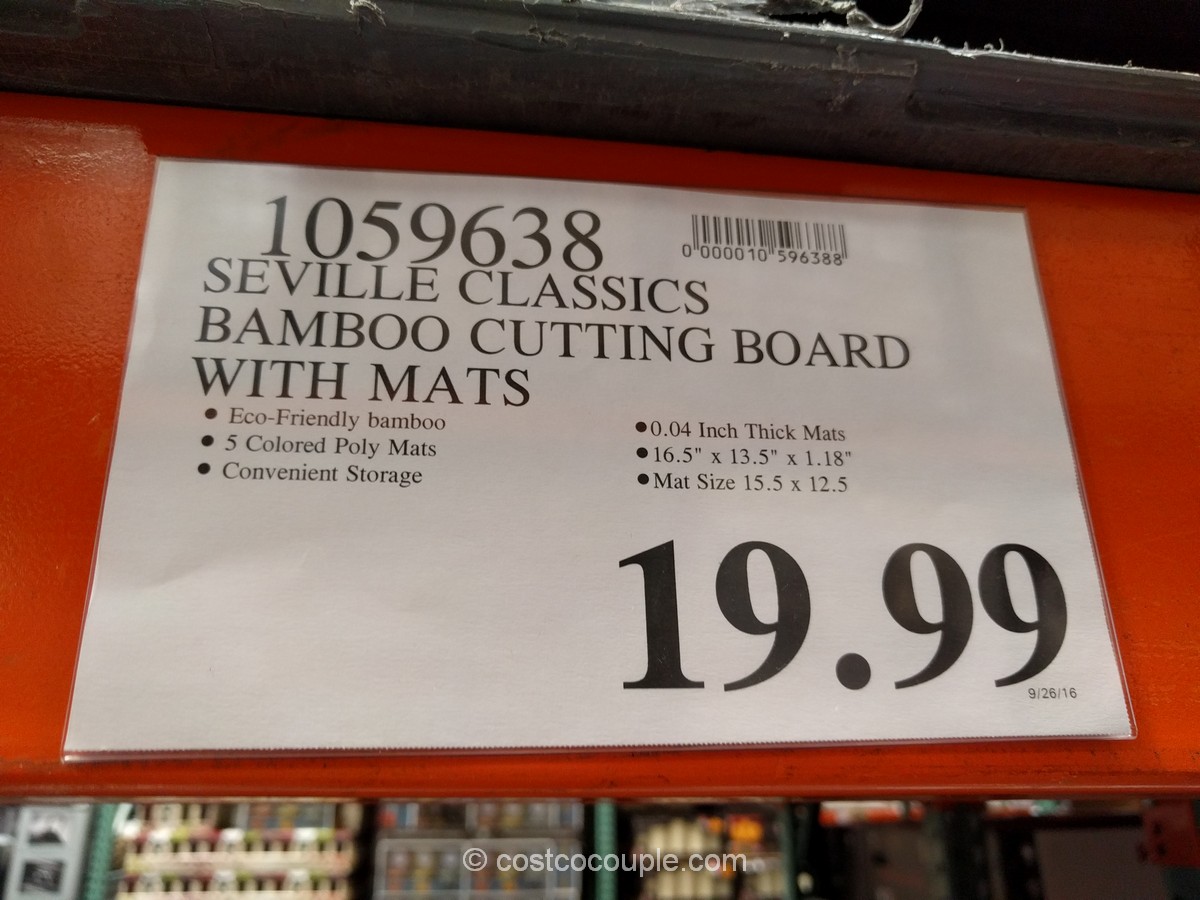 1059638
0 000010 596388
SEVILLE CLASSICS
BAMBOO CUTTING BOARD
WITH MATS
• Eco-Friendly bamboo
• 5 Colored Poly Mats
• Convenient Storage
•0.04 Inch Thick Mats
•16.5" x 13.5" x 1.18"
•Mat Size 15.5 x 12.5
19.99
9/26/16
© costcocouple.com